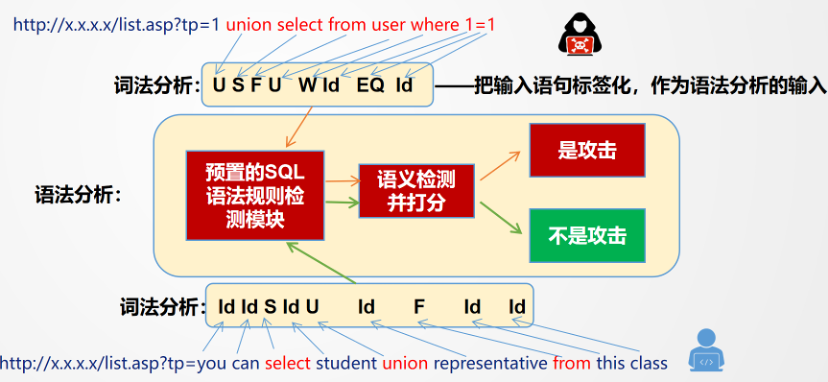 http://x.x.x.x/list.asp?tp=1 union select from user where 1=1
词法分析：U S F U W Id EQ Id ——把输入语句标签化，作为语法分析的输入
语法分析：
预置的SQL
语法规则检
测模块
语义检测
并打分
是攻击
不是攻击
词法分析：Id Id S Id U Id F Id Id
http://x.x.x.x/list.asp?tp=you can select student union representative from this class